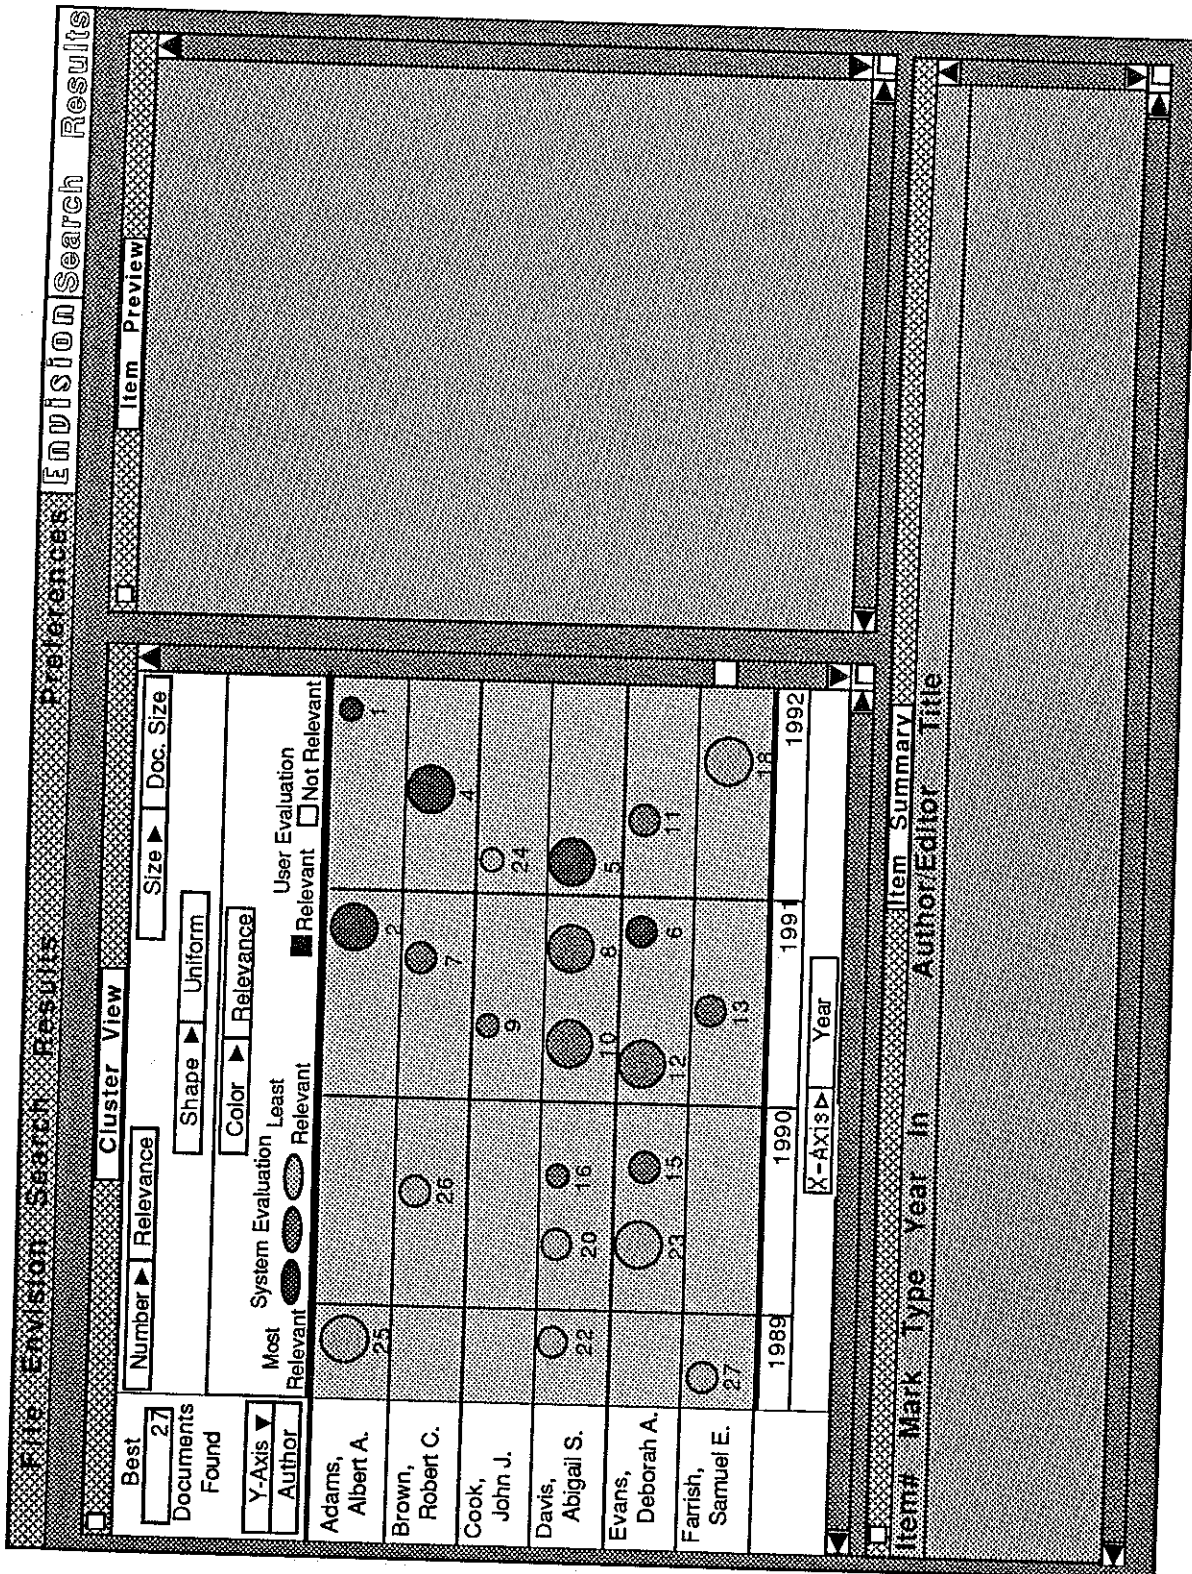 File Envision Search Results Preferences Envision Search Results
Cluster View
Best
27
Documents
Found
Number ▶ Relevance
Size ▶ Doc. Size
Shape ▶ Uniform
Color ▶ Relevance
Y-Axis ▼
Author
Most
Relevant
System Evaluation
Least
Relevant
User Evaluation
Relevant
Not Relevant
Adams,
Albert A.
25 2 1
Brown,
Robert C.
26 7 4
Cook,
John J.
9 24
Davis,
Abigail S.
22 20 16 10 8 5
Evans,
Deborah A.
23 15 12 6 11
Farrish,
Samuel E.
27 13 18
1989 1990 1991 1992
X-Axis▶ Year
Item Preview
Item Summary
Item# Mark Type Year In Author/Editor Title